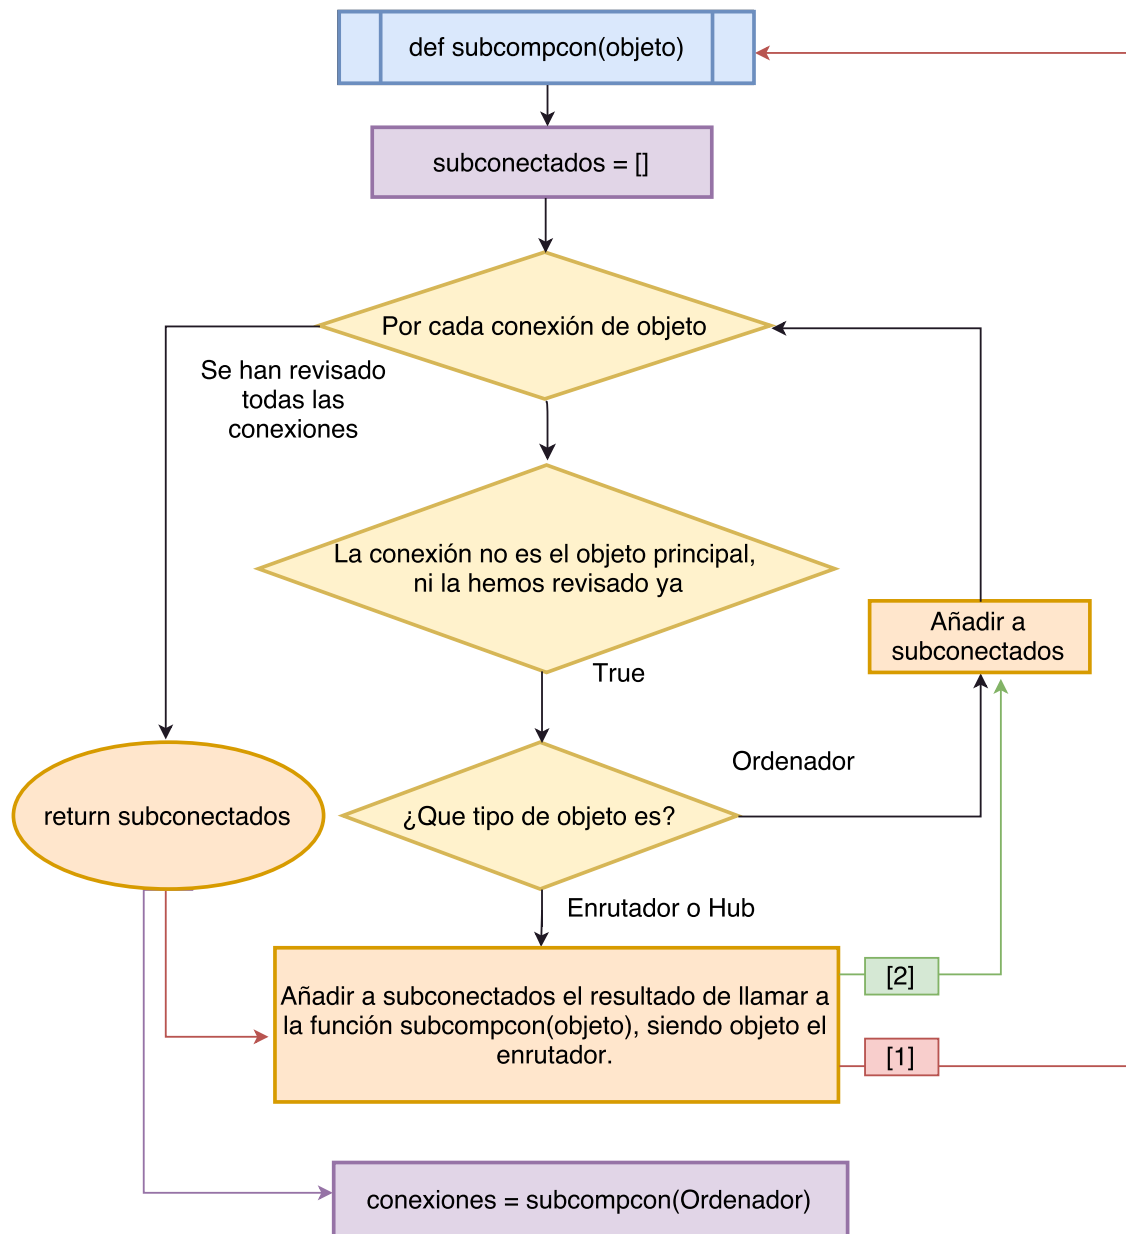 def subcompcon(objeto)
subconectados = []
Por cada conexión de objeto
Se han revisado
todas las
conexiones
La conexión no es el objeto principal,
ni la hemos revisado ya
True
Añadir a
subconectados
Ordenador
¿Que tipo de objeto es?
return subconectados
Enrutador o Hub
[2]
Añadir a subconectados el resultado de llamar a
la función subcompcon(objeto), siendo objeto el
enrutador.
[1]
conexiones = subcompcon(Ordenador)